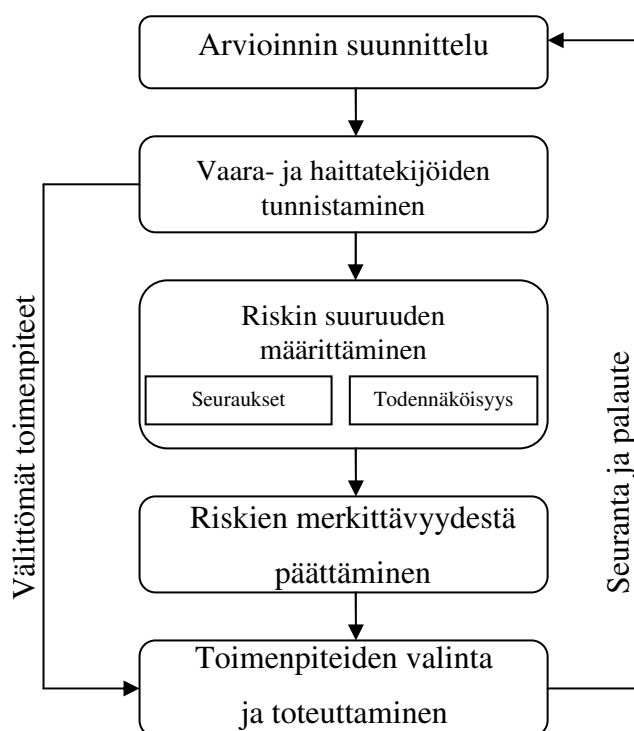 Arvioinnin suunnittelu
Vaara- ja haittatekijöiden
tunnistaminen
Riskin suuruuden
määrittäminen
Seuraukset
Todennäköisyys
Riskien merkittävyydestä
päättäminen
Toimenpiteiden valinta
ja toteuttaminen
Välittömät toimenpiteet
Seuranta ja palaute